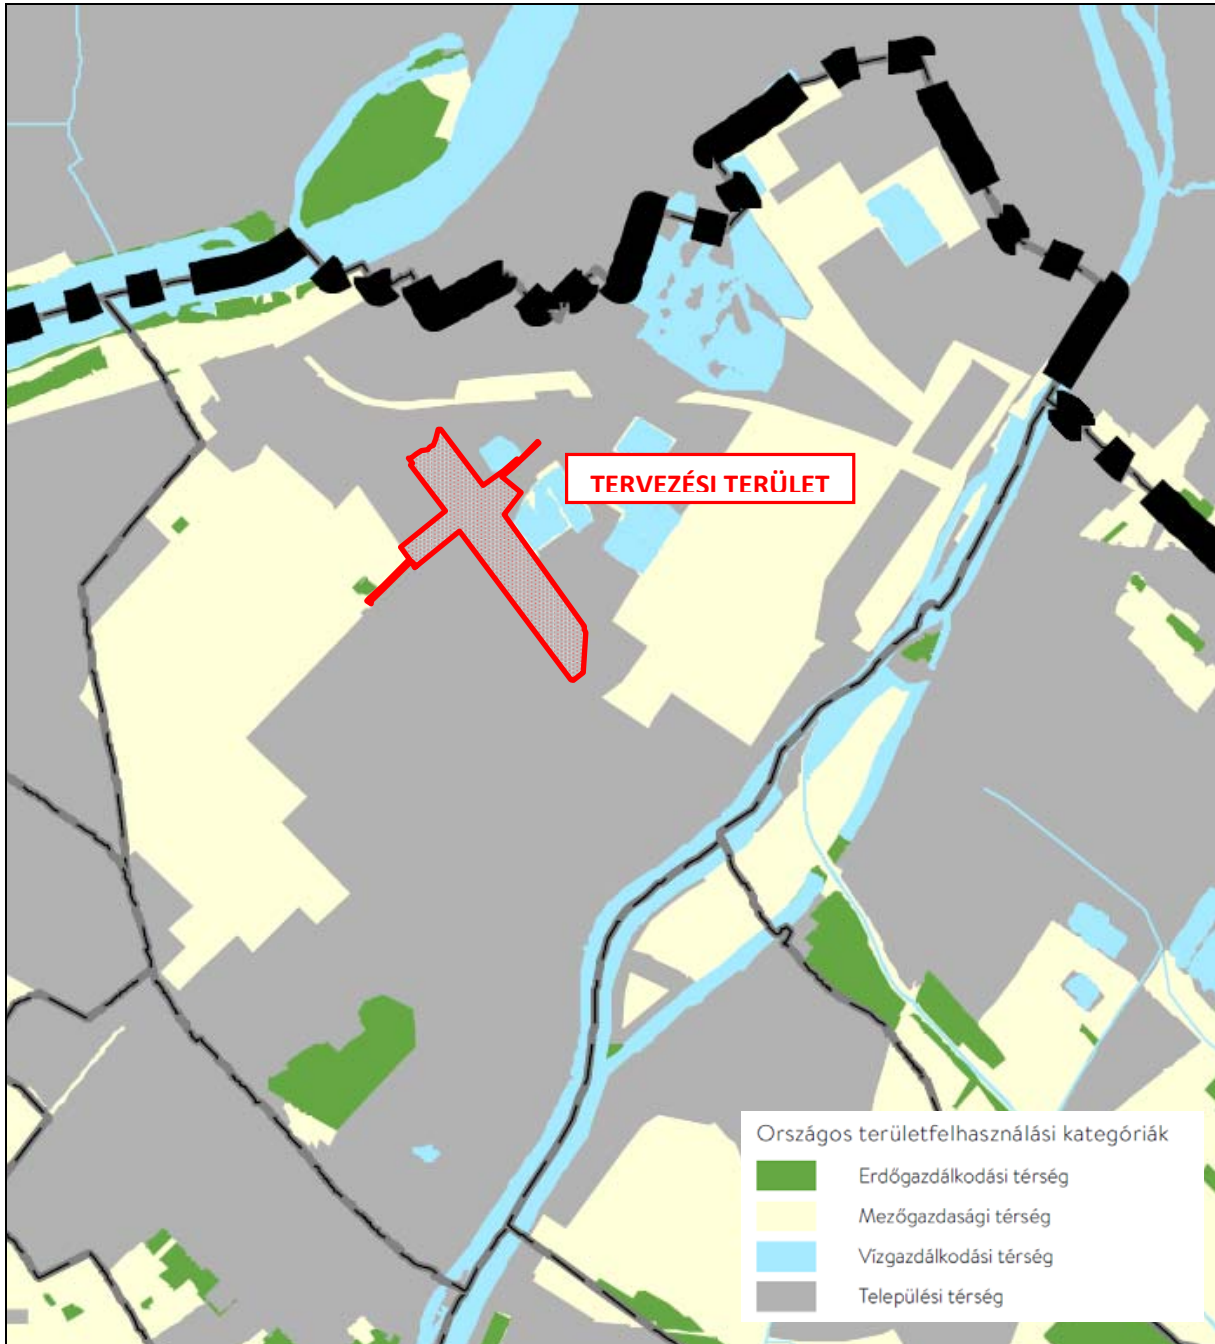 TERVEZÉSI TERÜLET
Országos területfelhasználási kategóriák
Erdőgazdálkodási térség
Mezőgazdasági térség
Vízgazdálkodási térség
Települési térség